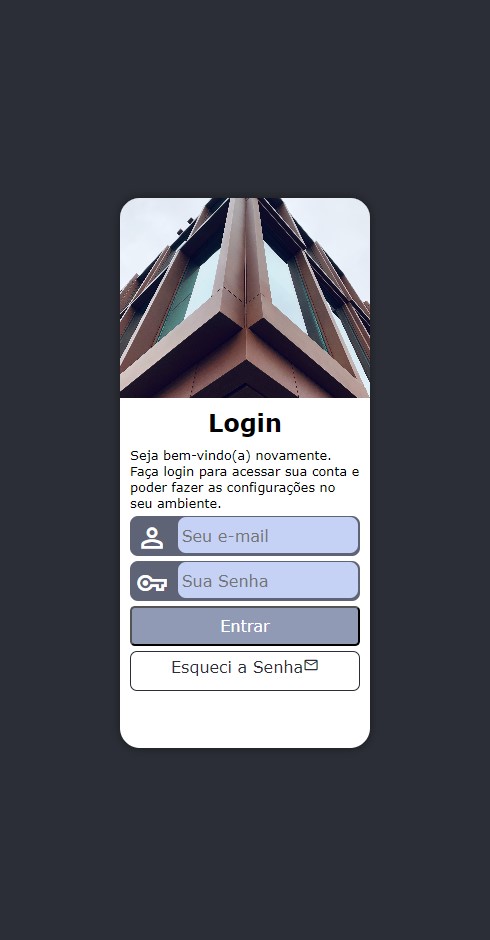 Login
Seja bem-vindo(a) novamente.
Faça login para acessar sua conta e
poder fazer as configurações no
seu ambiente.
Seu e-mail
Sua Senha
Entrar
Esqueci a Senha